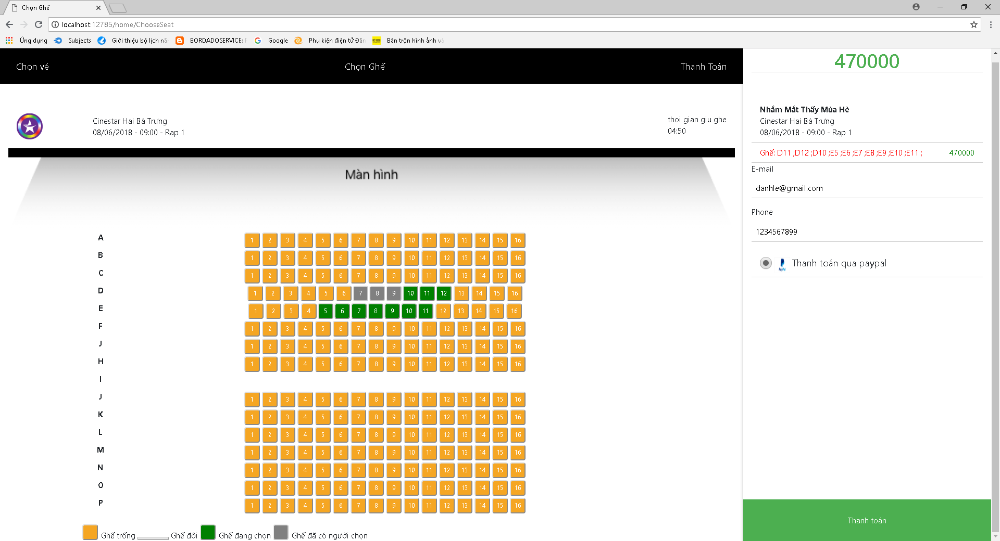 Chọn Ghế
localhost:12785/home/ChooseSeat
Ứng dụng Subjects Giới thiệu bộ lịch nă BORDADOSERVICE: Google Phụ kiện điện tử Đăn Bàn trộn hình ảnh và
Chọn vé Chọn Ghế Thanh Toán
Cinestar Hai Bà Trưng
08/06/2018 - 09:00 - Rạp 1
thoi gian giu ghe
04:50
Màn hình
A 1 2 3 4 5 6 7 8 9 10 11 12 13 14 15 16
B 1 2 3 4 5 6 7 8 9 10 11 12 13 14 15 16
C 1 2 3 4 5 6 7 8 9 10 11 12 13 14 15 16
D 1 2 3 4 5 6 7 8 9 10 11 12 13 14 15 16
E 1 2 3 4 5 6 7 8 9 10 11 12 13 14 15 16
F 1 2 3 4 5 6 7 8 9 10 11 12 13 14 15 16
J 1 2 3 4 5 6 7 8 9 10 11 12 13 14 15 16
H 1 2 3 4 5 6 7 8 9 10 11 12 13 14 15 16
I
J 1 2 3 4 5 6 7 8 9 10 11 12 13 14 15 16
K 1 2 3 4 5 6 7 8 9 10 11 12 13 14 15 16
L 1 2 3 4 5 6 7 8 9 10 11 12 13 14 15 16
M 1 2 3 4 5 6 7 8 9 10 11 12 13 14 15 16
N 1 2 3 4 5 6 7 8 9 10 11 12 13 14 15 16
O 1 2 3 4 5 6 7 8 9 10 11 12 13 14 15 16
P 1 2 3 4 5 6 7 8 9 10 11 12 13 14 15 16
Ghế trống Ghế đôi Ghế đang chọn Ghế đã có người chọn
470000
Nhắm Mắt Thấy Mùa Hè
Cinestar Hai Bà Trưng
08/06/2018 - 09:00 - Rạp 1
Ghế: D11 ;D12 ;D10 ;E5 ;E6 ;E7 ;E8 ;E9 ;E10 ;E11 ; 470000
E-mail
danhle@gmail.com
Phone
1234567899
PayPal Thanh toán qua paypal
Thanh toán